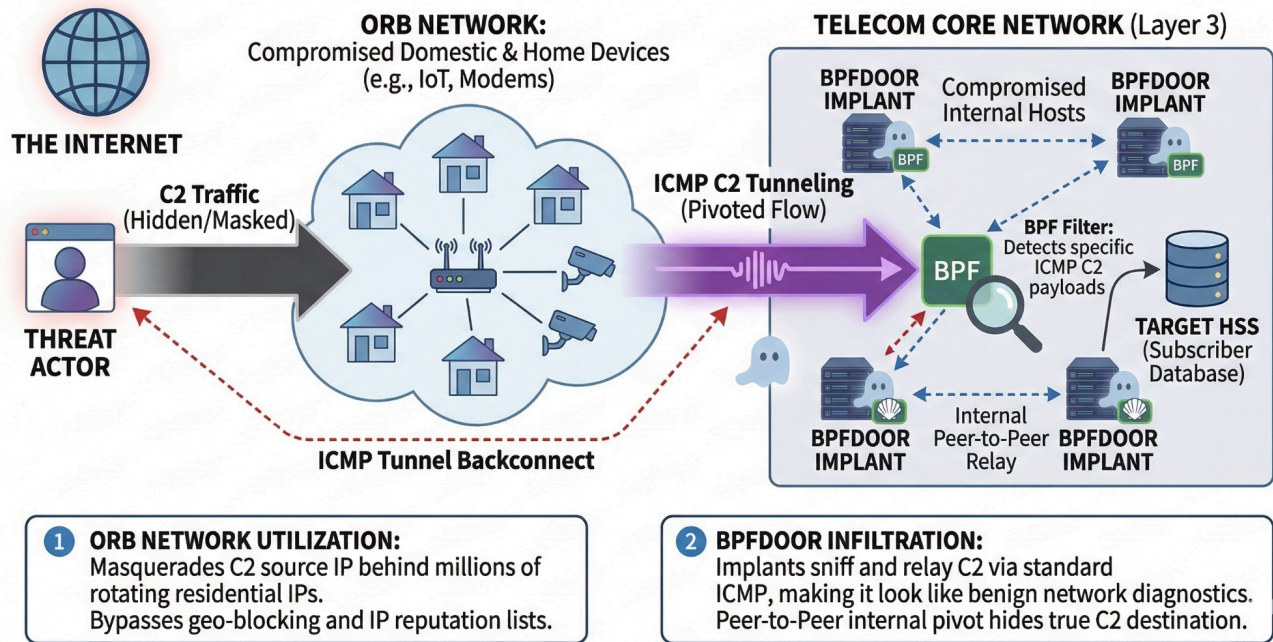 ORB NETWORK:
Compromised Domestic & Home Devices
(e.g., IoT, Modems)
THE INTERNET
C2 Traffic
(Hidden/Masked)
THREAT
ACTOR
ICMP C2 Tunneling
(Pivoted Flow)
ICMP Tunnel Backconnect
TELECOM CORE NETWORK (Layer 3)
BPFDOOR
IMPLANT
BPF
Compromised
Internal Hosts
BPFDOOR
IMPLANT
BPF
BPF
BPF Filter:
Detects specific
ICMP C2
payloads
TARGET HSS
(Subscriber
Database)
BPFDOOR
IMPLANT
Internal
Peer-to-Peer
Relay
BPFDOOR
IMPLANT
1 ORB NETWORK UTILIZATION:
Masquerades C2 source IP behind millions of
rotating residential IPs.
Bypasses geo-blocking and IP reputation lists.
2 BPFDOOR INFILTRATION:
Implants sniff and relay C2 via standard
ICMP, making it look like benign network diagnostics.
Peer-to-Peer internal pivot hides true C2 destination.